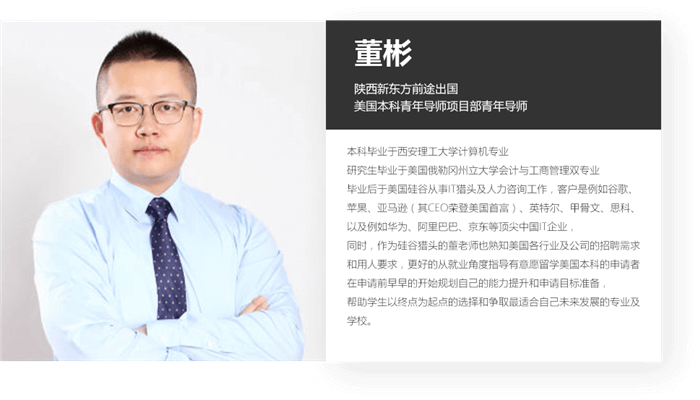 董彬
陕西新东方前途出国
美国本科青年导师项目部青年导师
本科毕业于西安理工大学计算机专业
研究生毕业于美国俄勒冈州立大学会计与工商管理双专业
毕业后于美国硅谷从事IT猎头及人力咨询工作，客户是例如谷歌、
苹果、亚马逊（其CEO荣登美国首富）、英特尔、甲骨文、思科、
以及例如华为、阿里巴巴、京东等顶尖中国IT企业，
同时，作为硅谷猎头的董老师也熟知美国各行业及公司的招聘需求
和用人要求，更好的从就业角度指导有意愿留学美国本科的申请者
在申请前早早的开始规划自己的能力提升和申请目标准备，
帮助学生以终点为起点的选择和争取最适合自己未来发展的专业及
学校。